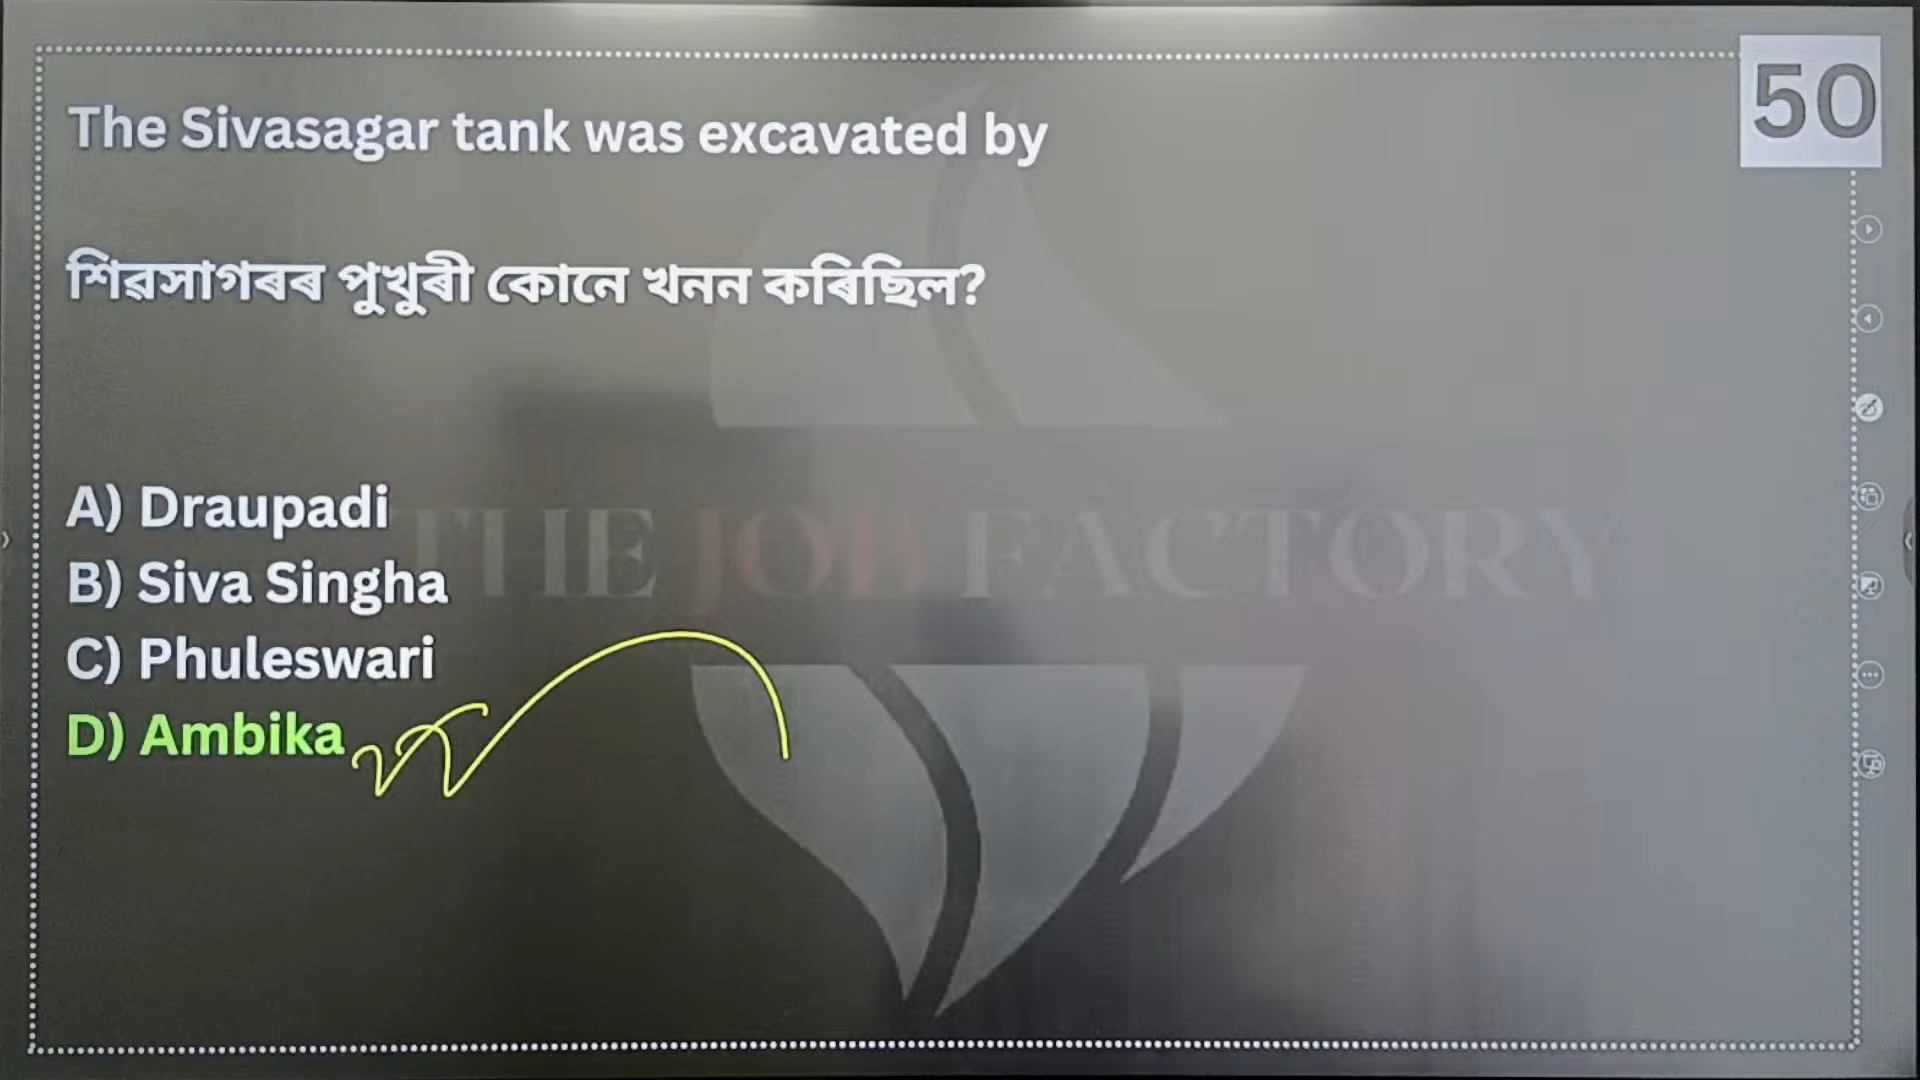 50
The Sivasagar tank was excavated by
শিৱসাগৰৰ পুখুৰী কোনে খনন কৰিছিল?
A) Draupadi
B) Siva Singha
C) Phuleswari
D) Ambika
THE JOB FACTORY